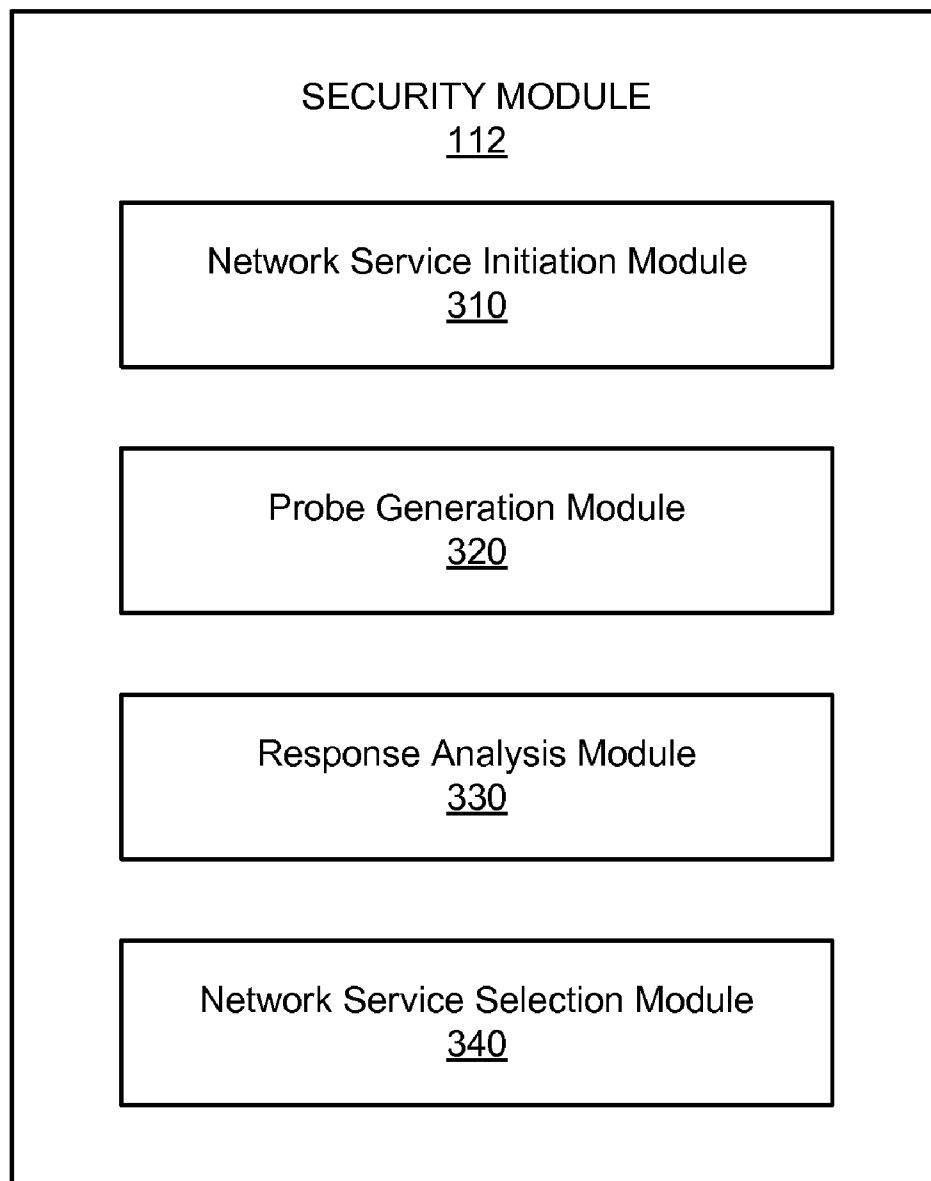 SECURITY MODULE
112
Network Service Initiation Module
310
Probe Generation Module
320
Response Analysis Module
330
Network Service Selection Module
340